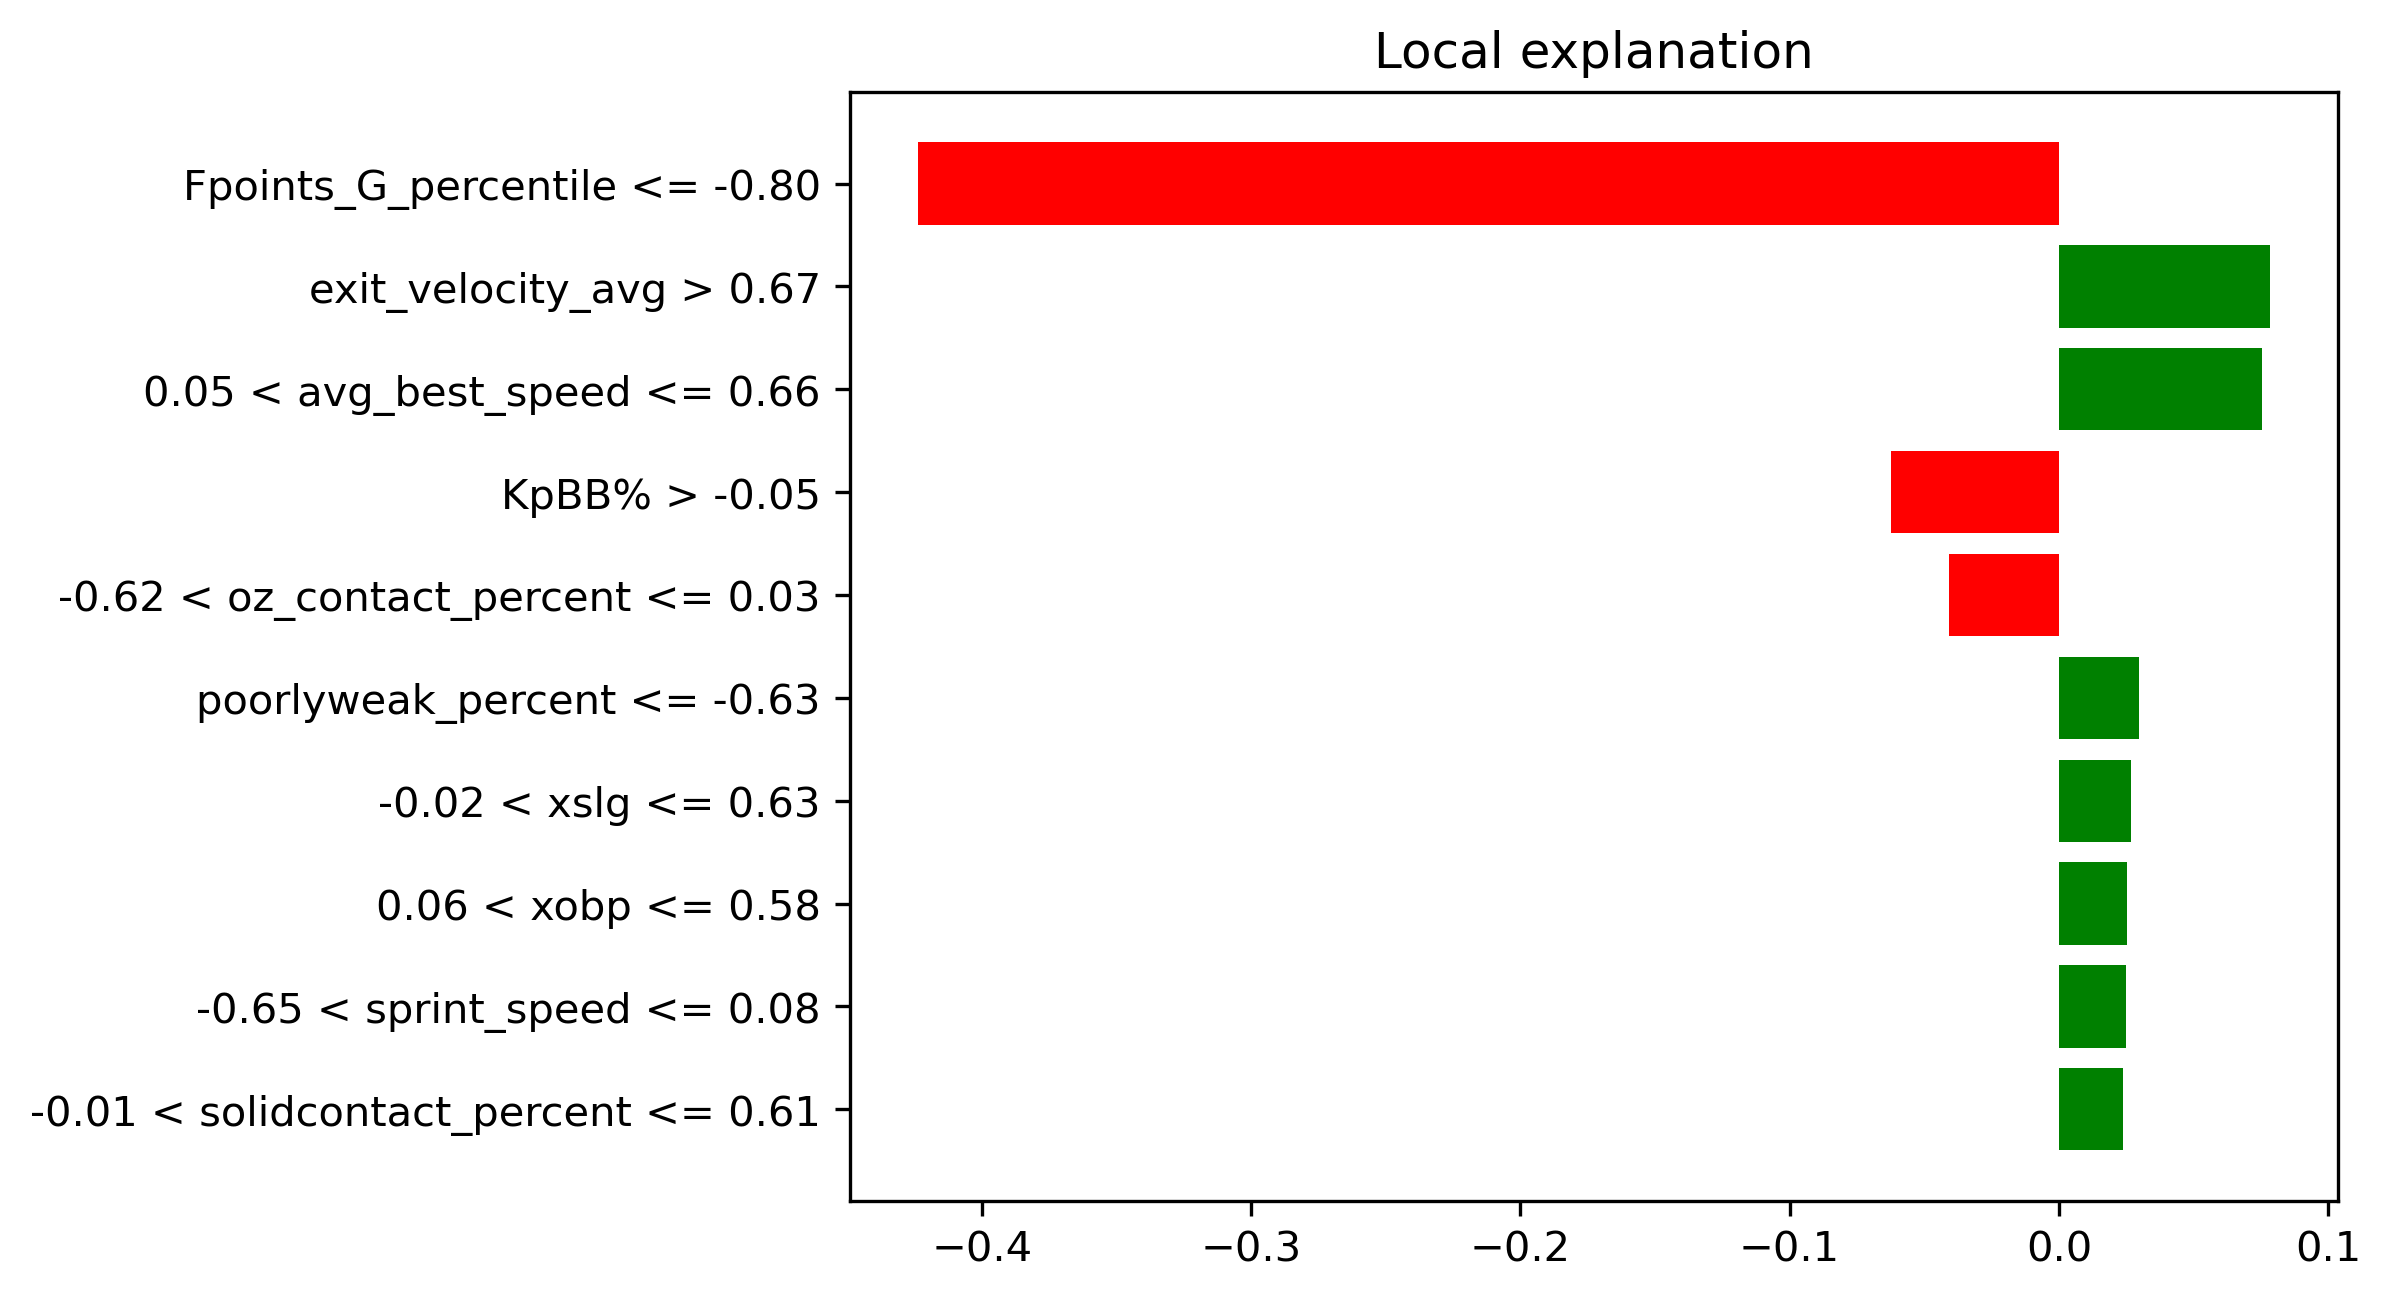 Local explanation
Fpoints_G_percentile <= -0.80
exit_velocity_avg > 0.67
0.05 < avg_best_speed <= 0.66
KpBB% > -0.05
-0.62 < oz_contact_percent <= 0.03
poorlyweak_percent <= -0.63
-0.02 < xslg <= 0.63
0.06 < xobp <= 0.58
-0.65 < sprint_speed <= 0.08
-0.01 < solidcontact_percent <= 0.61
−0.4 −0.3 −0.2 −0.1 0.0 0.1